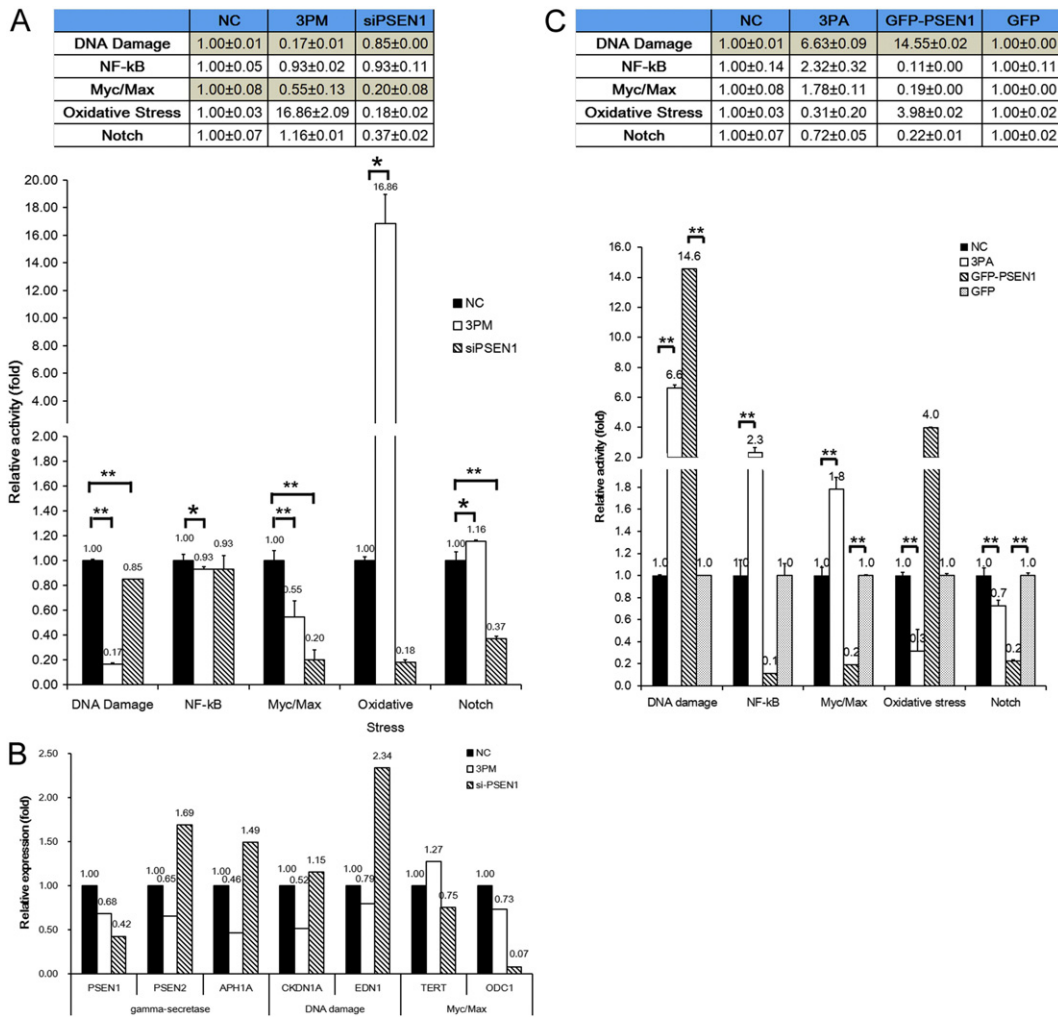 A
NC 3PM siPSEN1
DNA Damage 1.00±0.01 0.17±0.01 0.85±0.00
NF-kB 1.00±0.05 0.93±0.02 0.93±0.11
Myc/Max 1.00±0.08 0.55±0.13 0.20±0.08
Oxidative Stress 1.00±0.03 16.86±2.09 0.18±0.02
Notch 1.00±0.07 1.16±0.01 0.37±0.02
Relative activity (fold)
20.00
18.00
16.00
14.00
12.00
10.00
8.00
6.00
4.00
2.00
2.00
1.80
1.60
1.40
1.20
1.00
0.80
0.60
0.40
0.20
0.00
NC
3PM
siPSEN1
** ** * ** ** * ** *
1.00 0.17 0.85
1.00 0.93 0.93
1.00 0.55 0.20
1.00 16.86 0.18
1.00 1.16 0.37
DNA Damage NF-kB Myc/Max Oxidative Notch
Stress
B
Relative expression (fold)
2.50
2.00
1.50
1.00
0.50
0.00
NC
3PM
si-PSEN1
1.00 0.68 0.42
1.00 0.65 1.69
1.00 0.46 1.49
1.00 0.52 1.15
1.00 0.79 2.34
1.00 1.27 0.75
1.00 0.73 0.07
PSEN1 PSEN2 APH1A CKDN1A EDN1 TERT ODC1
gamma-secretase DNA damage Myc/Max
C
NC 3PA GFP-PSEN1 GFP
DNA Damage 1.00±0.01 6.63±0.09 14.55±0.02 1.00±0.00
NF-kB 1.00±0.14 2.32±0.32 0.11±0.00 1.00±0.11
Myc/Max 1.00±0.08 1.78±0.11 0.19±0.00 1.00±0.00
Oxidative Stress 1.00±0.03 0.31±0.20 3.98±0.02 1.00±0.02
Notch 1.00±0.07 0.72±0.05 0.22±0.01 1.00±0.02
Relative activity (fold)
16.0
14.0
12.0
10.0
8.0
6.0
4.0
2.0
2.0
1.8
1.6
1.4
1.2
1.0
0.8
0.6
0.4
0.2
0.0
NC
3PA
GFP-PSEN1
GFP
** ** ** ** ** ** ** **
1.0 6.6 14.6 1.0
1.0 2.3 0.1 1.0
1.0 1.8 0.2 1.0
1.0 0.3 4.0 1.0
1.0 0.7 0.2 1.0
DNA damage NF-kB Myc/Max Oxidative stress Notch